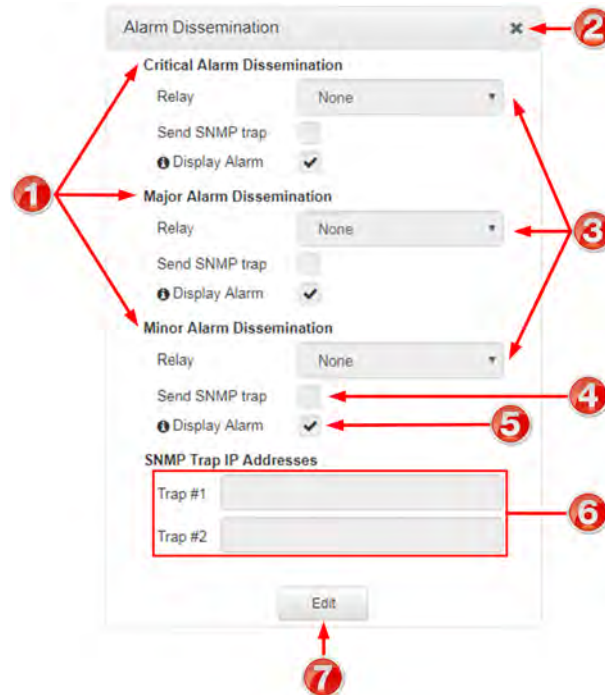 Alarm Dissemination × 2
Critical Alarm Dissemination
Relay None
Send SNMP trap
Display Alarm
1
Major Alarm Dissemination
Relay None 3
Send SNMP trap
Display Alarm
Minor Alarm Dissemination
Relay None
Send SNMP trap 4
Display Alarm 5
SNMP Trap IP Addresses
Trap #1
6
Trap #2
Edit
7